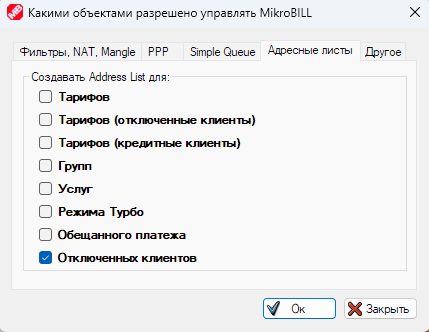 Какими объектами разрешено управлять MikroBILL
Фильтры, NAT, Mangle PPP Simple Queue Адресные листы Другое
Создавать Address List для:
Тарифов
Тарифов (отключенные клиенты)
Тарифов (кредитные клиенты)
Групп
Услуг
Режима Турбо
Обещанного платежа
Отключенных клиентов
Ок Закрыть